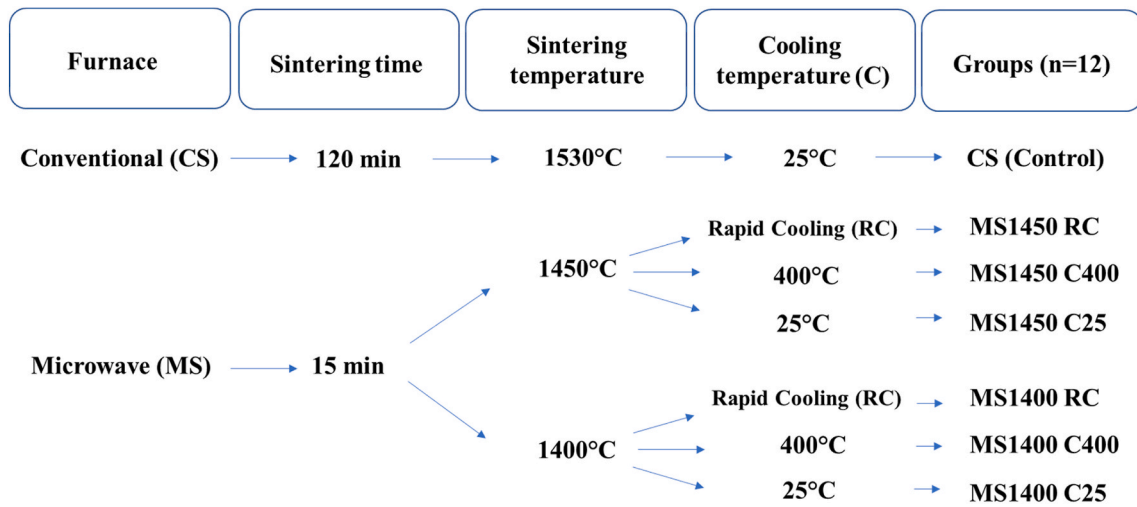 Furnace
Sintering time
Sintering
temperature
Cooling
temperature (C)
Groups (n=12)
Conventional (CS)
120 min
1530°C
25°C
CS (Control)
Microwave (MS)
15 min
1450°C
Rapid Cooling (RC)
MS1450 RC
400°C
MS1450 C400
25°C
MS1450 C25
1400°C
Rapid Cooling (RC)
MS1400 RC
400°C
MS1400 C400
25°C
MS1400 C25